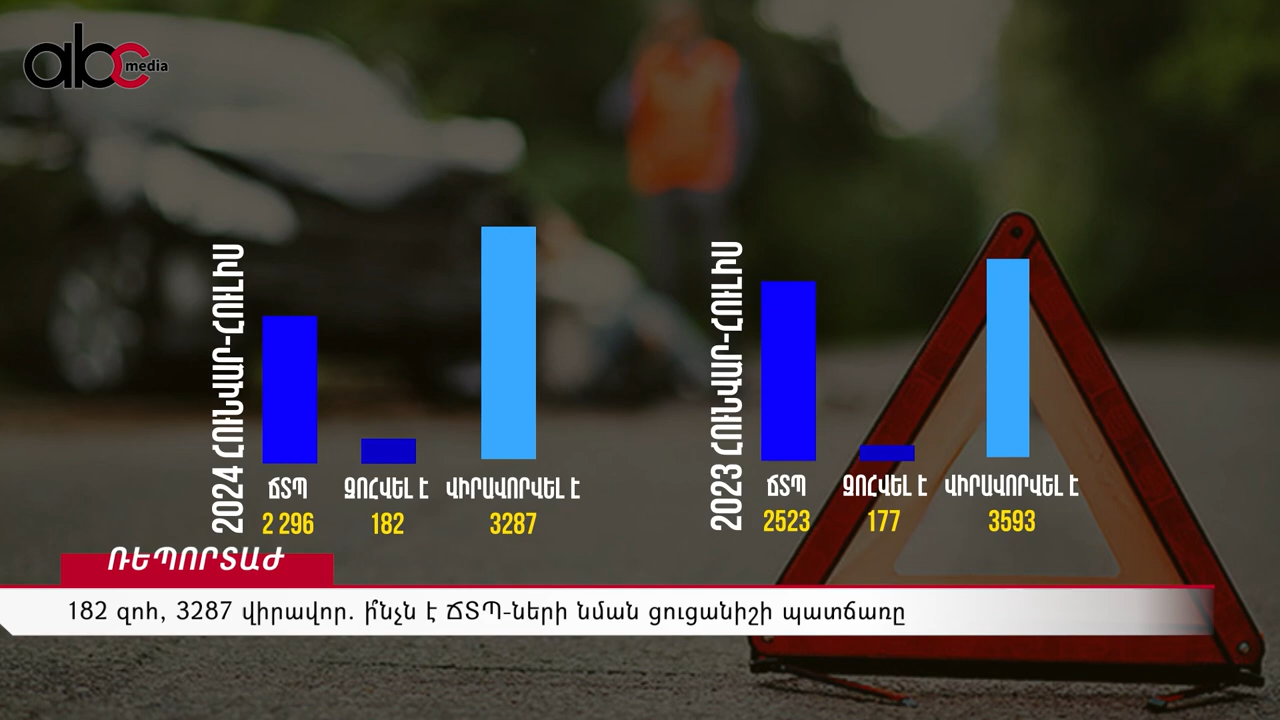 abc media
2024 ՀՈՒՆՎԱՐ-ՀՈՒԼԻՍ
ՃՏՊ
ԶՈՀՎԵԼ Է
ՎԻՐԱՎՈՐՎԵԼ Է
2 296
182
3287
2023 ՀՈՒՆՎԱՐ-ՀՈՒԼԻՍ
ՃՏՊ
ԶՈՀՎԵԼ Է
ՎԻՐԱՎՈՐՎԵԼ Է
2523
177
3593
ՌԵՊՈՐՏԱԺ
182 զոհ, 3287 վիրավոր. ի՞նչն է ՃՏՊ-ների նման ցուցանիշի պատճառը